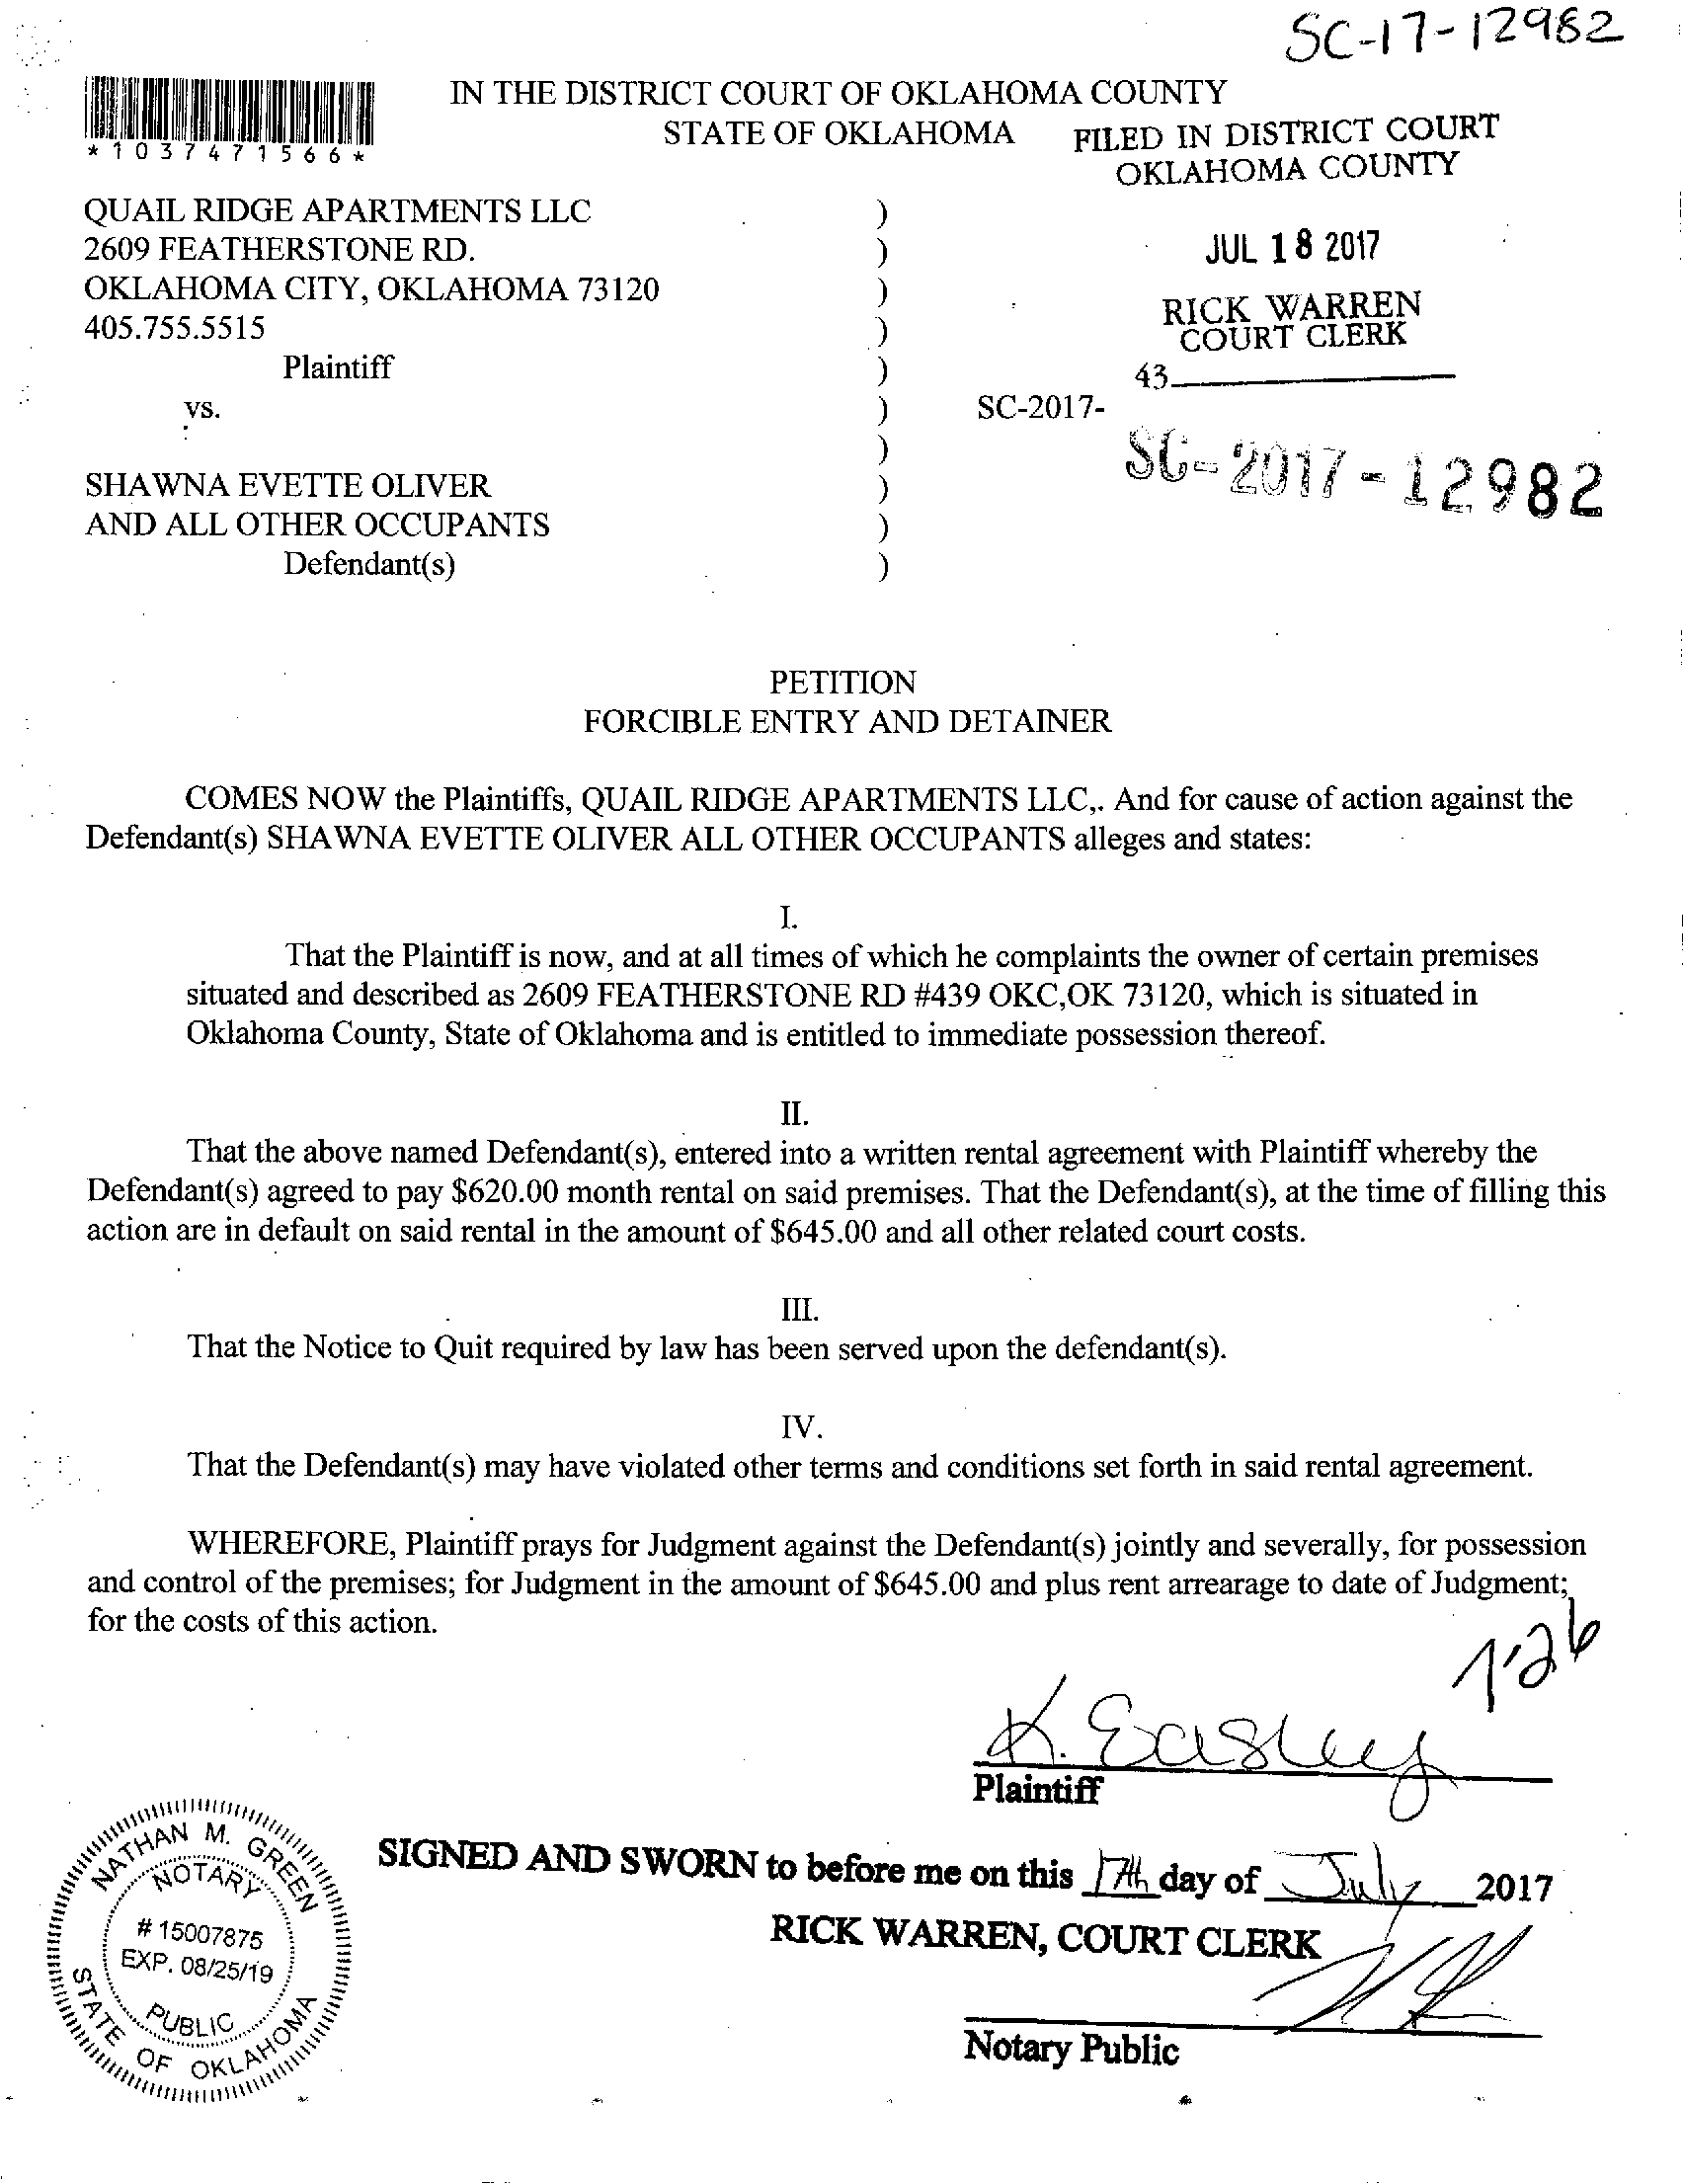 SC-17-12982
IN THE DISTRICT COURT OF OKLAHOMA COUNTY
STATE OF OKLAHOMA
*1037471566*
FILED IN DISTRICT COURT
OKLAHOMA COUNTY
JUL 18 2017
RICK WARREN
COURT CLERK
43
QUAIL RIDGE APARTMENTS LLC )
2609 FEATHERSTONE RD. )
OKLAHOMA CITY, OKLAHOMA 73120 )
405.755.5515 )
Plaintiff )
vs. ) SC-2017-
)
SC-2017-12982
SHAWNA EVETTE OLIVER )
AND ALL OTHER OCCUPANTS )
Defendant(s) )
PETITION
FORCIBLE ENTRY AND DETAINER
COMES NOW the Plaintiffs, QUAIL RIDGE APARTMENTS LLC,. And for cause of action against the
Defendant(s) SHAWNA EVETTE OLIVER ALL OTHER OCCUPANTS alleges and states:
I.
That the Plaintiff is now, and at all times of which he complaints the owner of certain premises
situated and described as 2609 FEATHERSTONE RD #439 OKC,OK 73120, which is situated in
Oklahoma County, State of Oklahoma and is entitled to immediate possession thereof.
II.
That the above named Defendant(s), entered into a written rental agreement with Plaintiff whereby the
Defendant(s) agreed to pay $620.00 month rental on said premises. That the Defendant(s), at the time of filling this
action are in default on said rental in the amount of $645.00 and all other related court costs.
III.
That the Notice to Quit required by law has been served upon the defendant(s).
IV.
That the Defendant(s) may have violated other terms and conditions set forth in said rental agreement.
WHEREFORE, Plaintiff prays for Judgment against the Defendant(s) jointly and severally, for possession
and control of the premises; for Judgment in the amount of $645.00 and plus rent arrearage to date of Judgment;
for the costs of this action.
K. Easley
Plaintiff
SIGNED AND SWORN to before me on this 17th day of July 2017
RICK WARREN, COURT CLERK
Notary Public
NATHAN M. GREEN
NOTARY
# 15007875
EXP. 08/25/19
PUBLIC
STATE OF OKLAHOMA